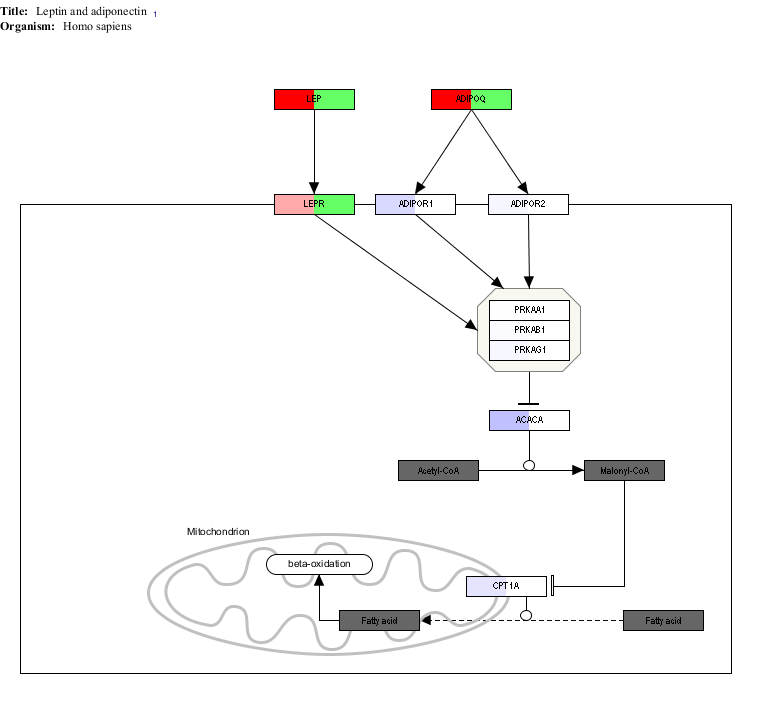 Title: Leptin and adiponectin 1
Organism: Homo sapiens
LEP
ADIPOQ
LEPR
ADIPOR1
ADIPOR2
PRKAA1
PRKAB1
PRKAG1
ACACA
Acetyl-CoA
Malonyl-CoA
Mitochondrion
beta-oxidation
CPT1A
Fatty acid
Fatty acid